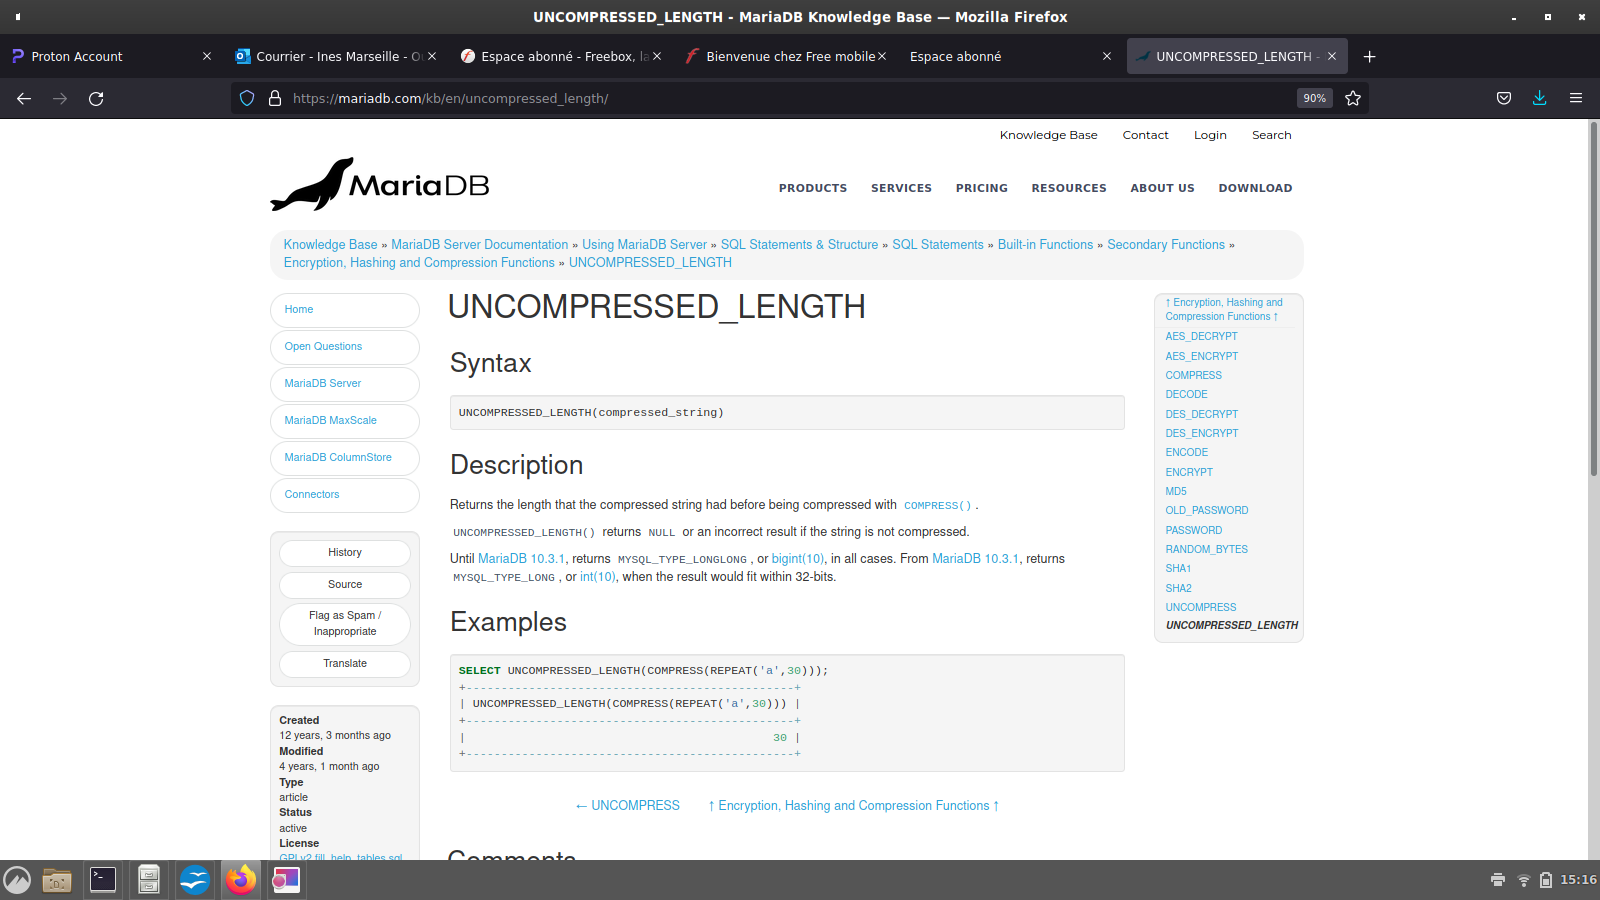 UNCOMPRESSED_LENGTH - MariaDB Knowledge Base — Mozilla Firefox
Proton Account
Courrier - Ines Marseille - O
Espace abonné - Freebox, la
Bienvenue chez Free mobile
Espace abonné
UNCOMPRESSED_LENGTH -
https://mariadb.com/kb/en/uncompressed_length/
90%
Knowledge Base Contact Login Search
MariaDB
PRODUCTS SERVICES PRICING RESOURCES ABOUT US DOWNLOAD
Knowledge Base » MariaDB Server Documentation » Using MariaDB Server » SQL Statements & Structure » SQL Statements » Built-in Functions » Secondary Functions »
Encryption, Hashing and Compression Functions » UNCOMPRESSED_LENGTH
Home
Open Questions
MariaDB Server
MariaDB MaxScale
MariaDB ColumnStore
Connectors
History
Source
Flag as Spam /
Inappropriate
Translate
Created
12 years, 3 months ago
Modified
4 years, 1 month ago
Type
article
Status
active
License
GPLv2 fill_help_tables.sql
UNCOMPRESSED_LENGTH
Syntax
UNCOMPRESSED_LENGTH(compressed_string)
Description
Returns the length that the compressed string had before being compressed with COMPRESS().
UNCOMPRESSED_LENGTH() returns NULL or an incorrect result if the string is not compressed.
Until MariaDB 10.3.1, returns MYSQL_TYPE_LONGLONG, or bigint(10), in all cases. From MariaDB 10.3.1, returns
MYSQL_TYPE_LONG, or int(10), when the result would fit within 32-bits.
Examples
SELECT UNCOMPRESSED_LENGTH(COMPRESS(REPEAT('a',30)));
+-----------------------------------------------+
| UNCOMPRESSED_LENGTH(COMPRESS(REPEAT('a',30))) |
+-----------------------------------------------+
|                                            30 |
+-----------------------------------------------+
← UNCOMPRESS ↑ Encryption, Hashing and Compression Functions ↑
Comments
↑ Encryption, Hashing and
Compression Functions ↑
AES_DECRYPT
AES_ENCRYPT
COMPRESS
DECODE
DES_DECRYPT
DES_ENCRYPT
ENCODE
ENCRYPT
MD5
OLD_PASSWORD
PASSWORD
RANDOM_BYTES
SHA1
SHA2
UNCOMPRESS
UNCOMPRESSED_LENGTH
15:16